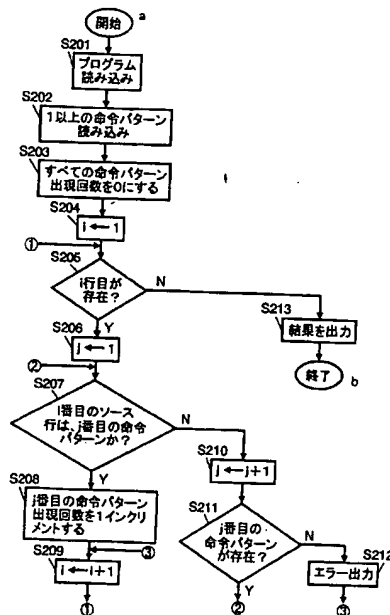 開始
a
S201
プログラム
読み込み
S202
1以上の命令パターン
読み込み
S203
すべての命令パターン
出現回数を0にする
S204
i ← 1
①
S205
i行目が
存在?
N
Y
S213
結果を出力
終了
b
S206
j ← 1
②
S207
i番目のソース
行は、j番目の命令
パターンか?
N
Y
S208
j番目の命令パターン
出現回数を1インクリ
メントする
③
S209
i ← i+1
①
S210
j ← j+1
S211
j番目の
命令パターン
が存在?
N
Y
②
S212
エラー出力
③